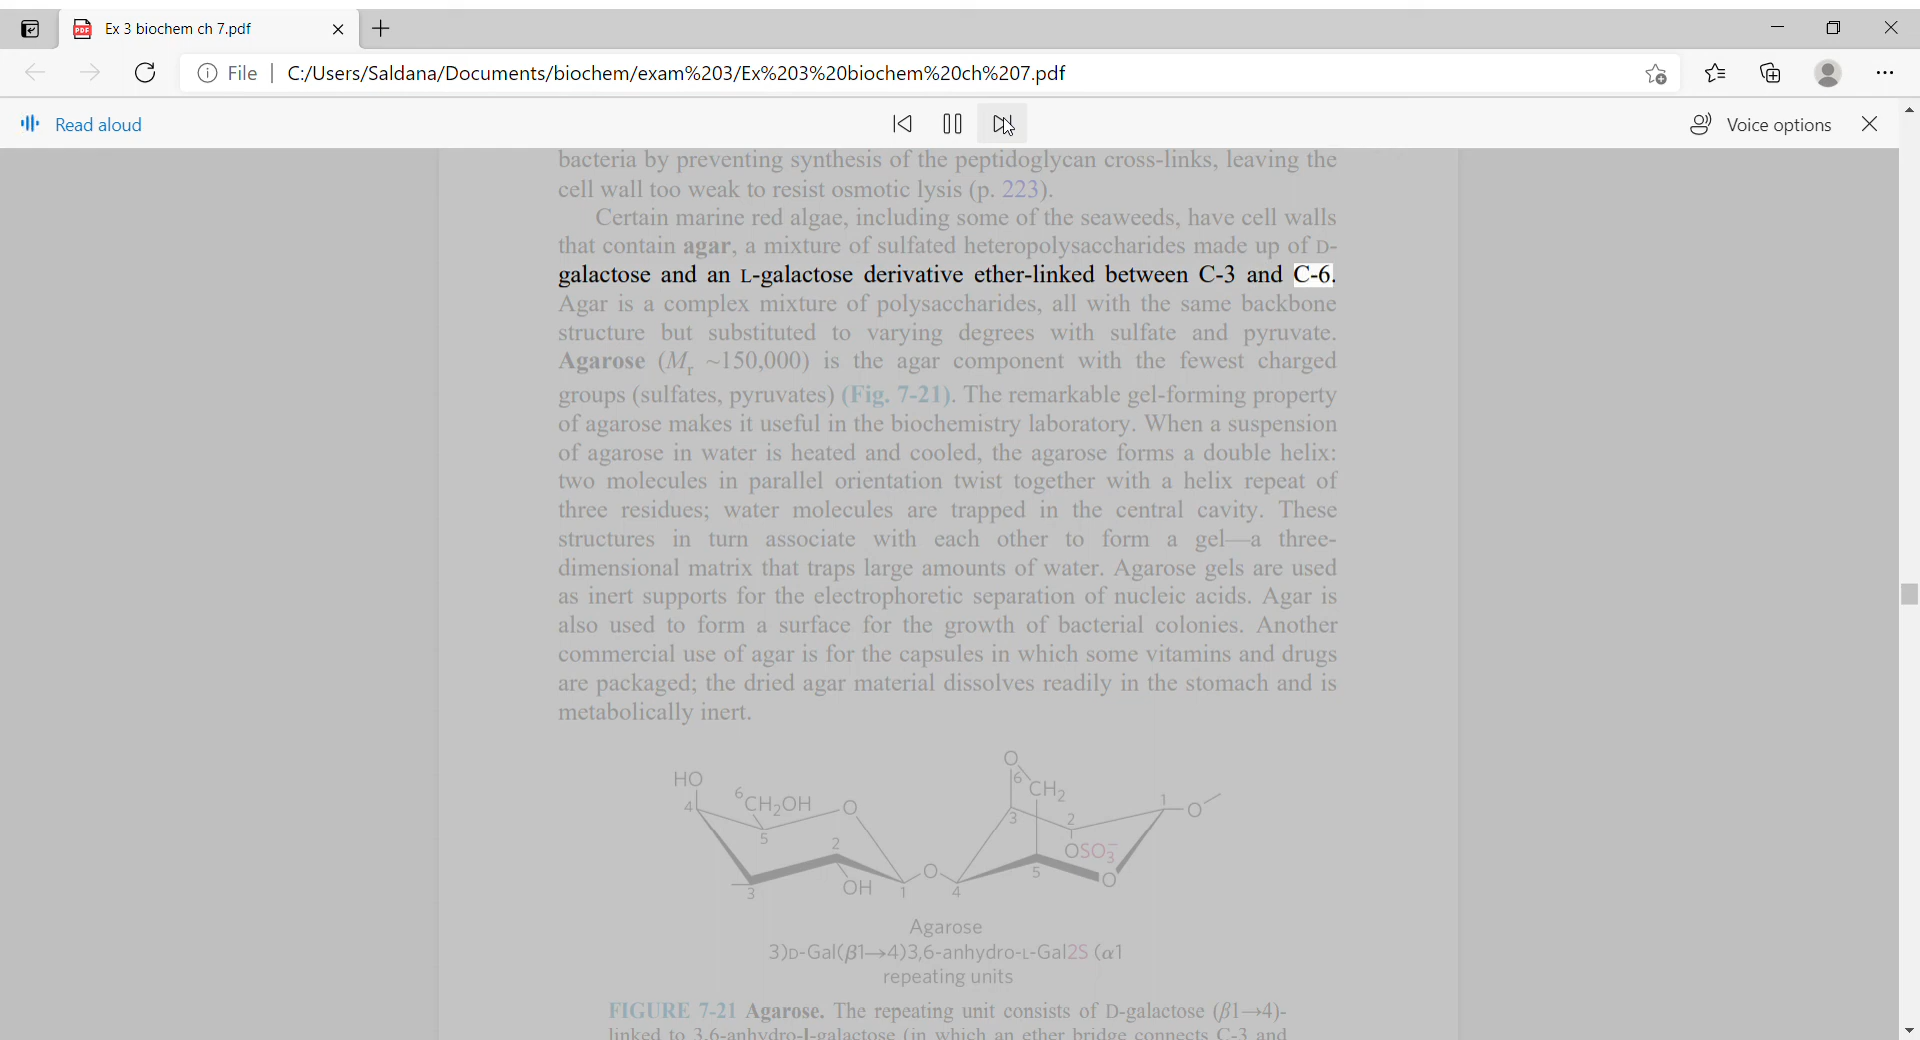 Ex 3 biochem ch 7.pdf
File | C:/Users/Saldana/Documents/biochem/exam%203/Ex%203%20biochem%20ch%207.pdf
Read aloud
Voice options
bacteria by preventing synthesis of the peptidoglycan cross-links, leaving the
cell wall too weak to resist osmotic lysis (p. 223).
Certain marine red algae, including some of the seaweeds, have cell walls
that contain agar, a mixture of sulfated heteropolysaccharides made up of D-
galactose and an L-galactose derivative ether-linked between C-3 and C-6.
Agar is a complex mixture of polysaccharides, all with the same backbone
structure but substituted to varying degrees with sulfate and pyruvate.
Agarose (Mr ~150,000) is the agar component with the fewest charged
groups (sulfates, pyruvates) (Fig. 7-21). The remarkable gel-forming property
of agarose makes it useful in the biochemistry laboratory. When a suspension
of agarose in water is heated and cooled, the agarose forms a double helix:
two molecules in parallel orientation twist together with a helix repeat of
three residues; water molecules are trapped in the central cavity. These
structures in turn associate with each other to form a gel—a three-
dimensional matrix that traps large amounts of water. Agarose gels are used
as inert supports for the electrophoretic separation of nucleic acids. Agar is
also used to form a surface for the growth of bacterial colonies. Another
commercial use of agar is for the capsules in which some vitamins and drugs
are packaged; the dried agar material dissolves readily in the stomach and is
metabolically inert.
HO
4
6
CH2OH
O
5
2
3
OH
1
O
4
O
6
CH2
3
2
1
O
OSO3−
5
O
Agarose
3)D-Gal(β1→4)3,6-anhydro-L-Gal2S (α1
repeating units
FIGURE 7-21 Agarose. The repeating unit consists of D-galactose (β1→4)-
linked to 3,6-anhydro-L-galactose (in which an ether bridge connects C-3 and